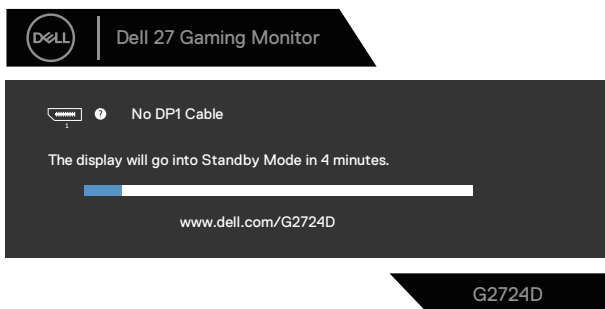 DELL
Dell 27 Gaming Monitor
? No DP1 Cable
1
The display will go into Standby Mode in 4 minutes.
www.dell.com/G2724D
G2724D